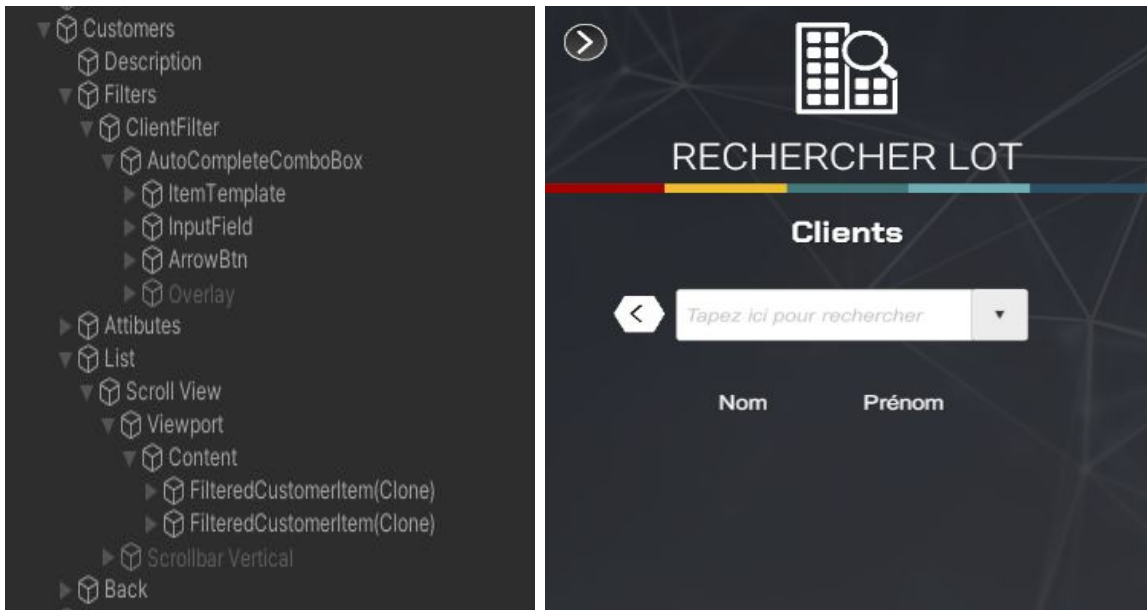 Customers
Description
Filters
ClientFilter
AutoCompleteComboBox
ItemTemplate
InputField
ArrowBtn
Overlay
Attibutes
List
Scroll View
Viewport
Content
FilteredCustomerItem(Clone)
FilteredCustomerItem(Clone)
Scrollbar Vertical
Back
RECHERCHER LOT
Clients
Tapez ici pour rechercher
Nom Prénom